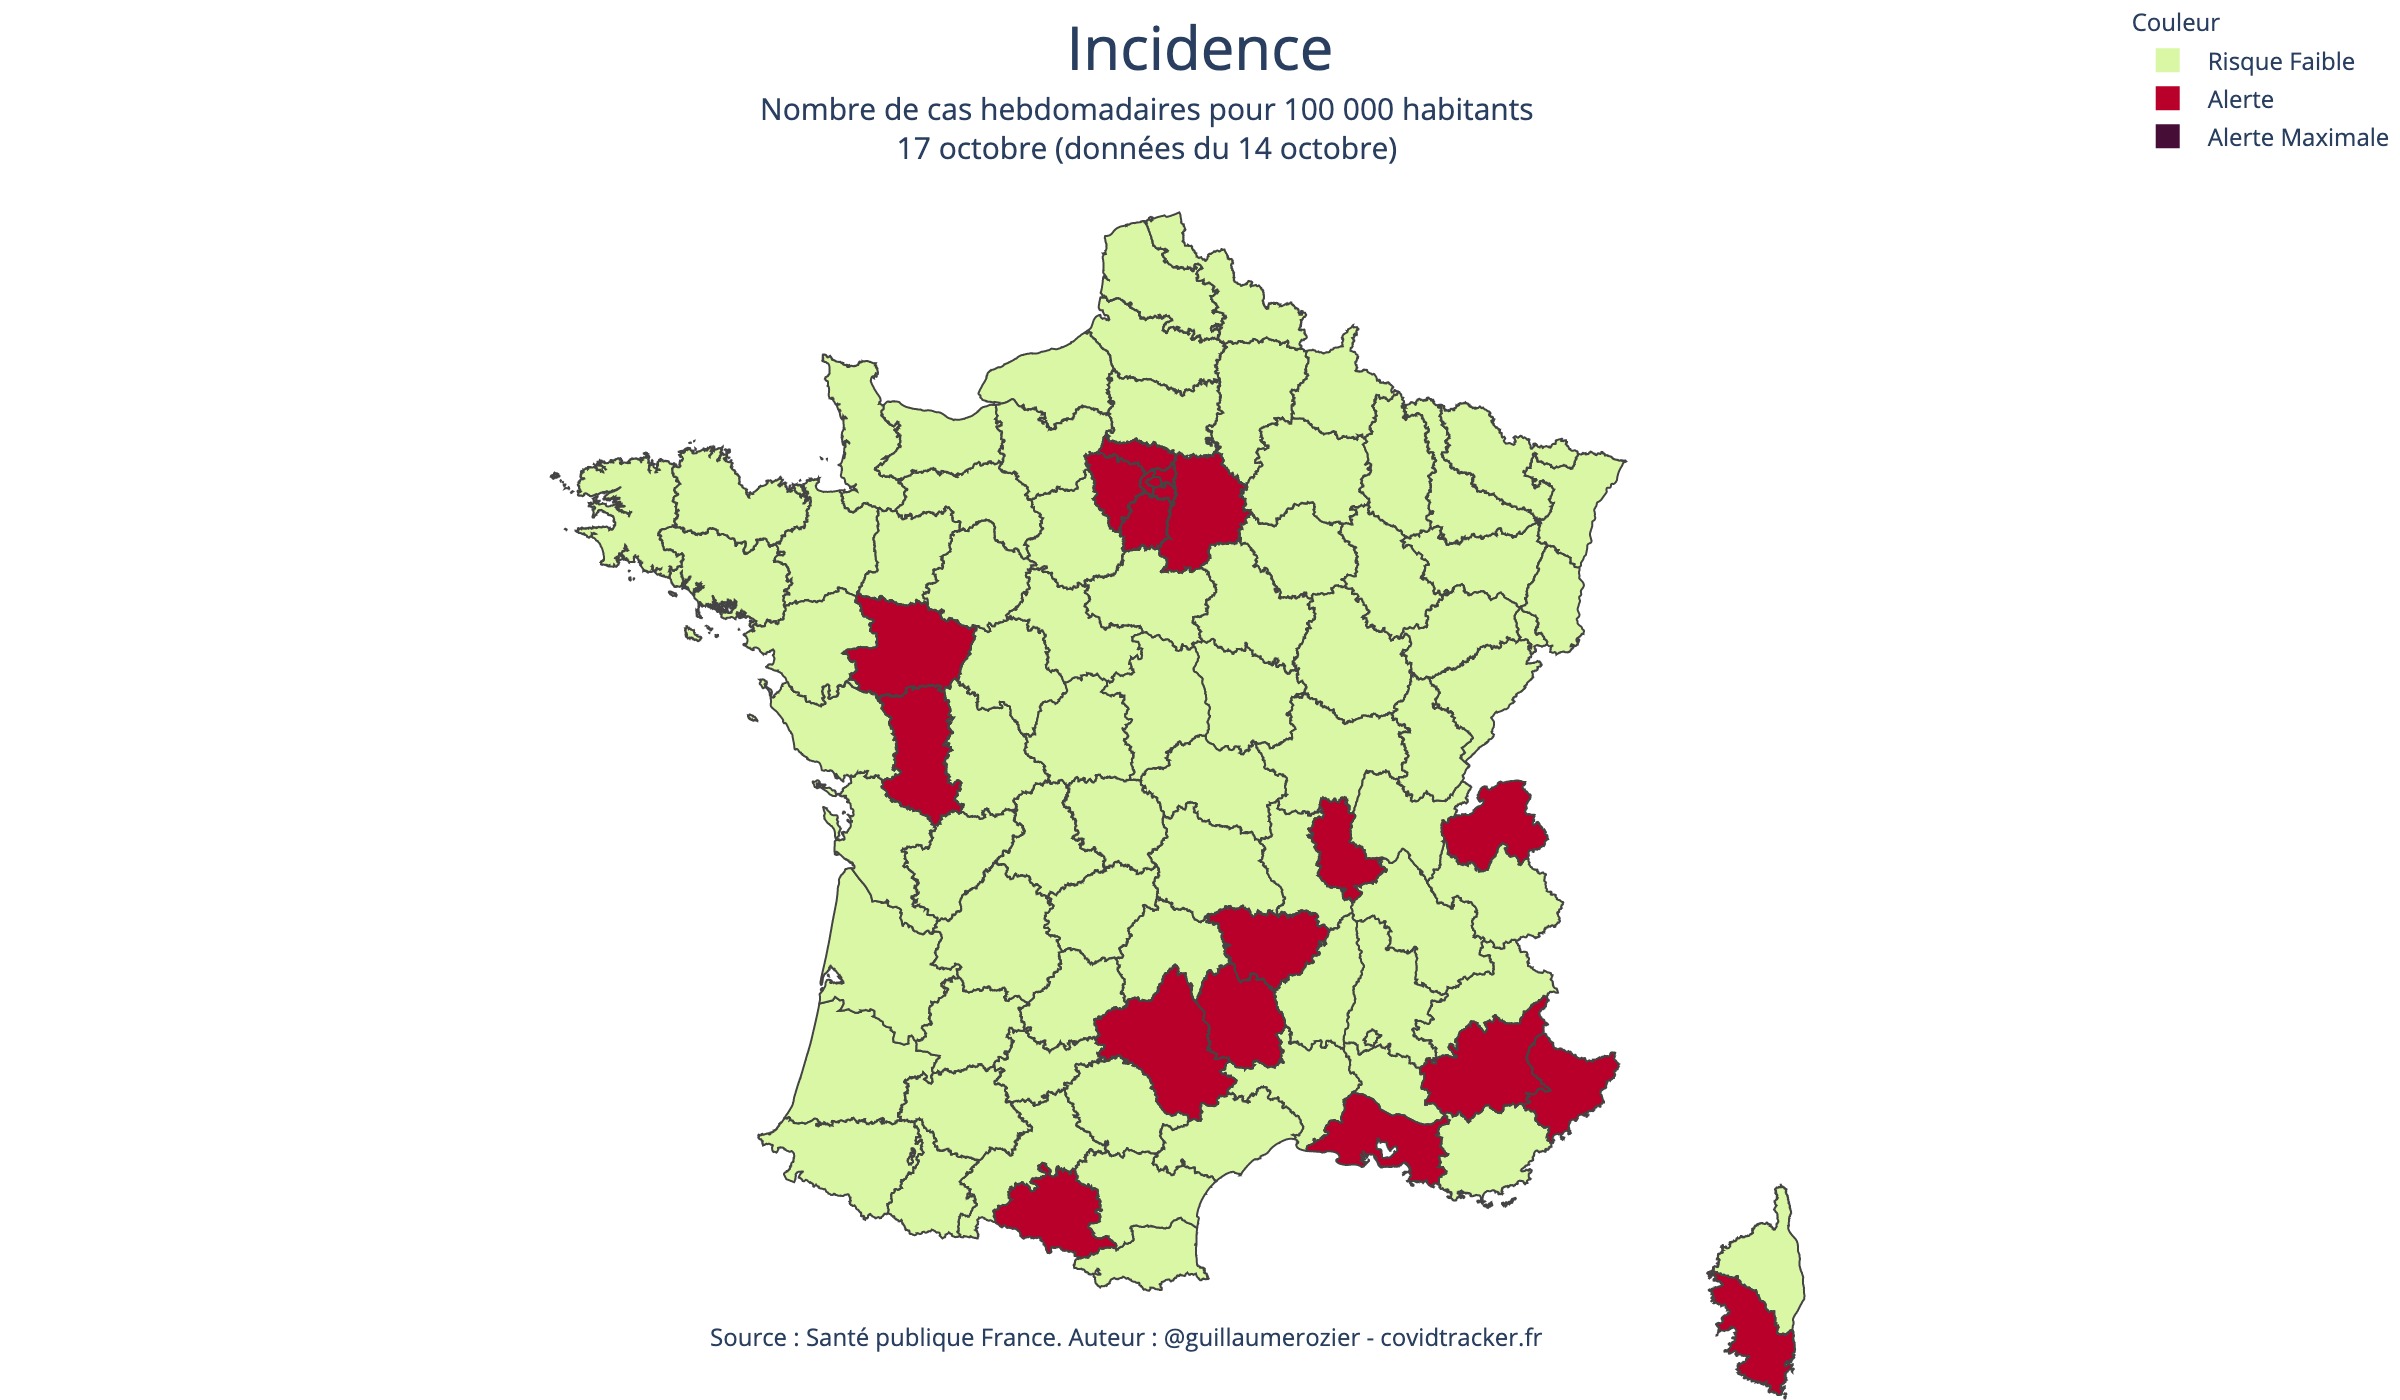 Incidence
Nombre de cas hebdomadaires pour 100 000 habitants
17 octobre (données du 14 octobre)
Couleur
Risque Faible
Alerte
Alerte Maximale
Source : Santé publique France. Auteur : @guillaumerozier - covidtracker.fr